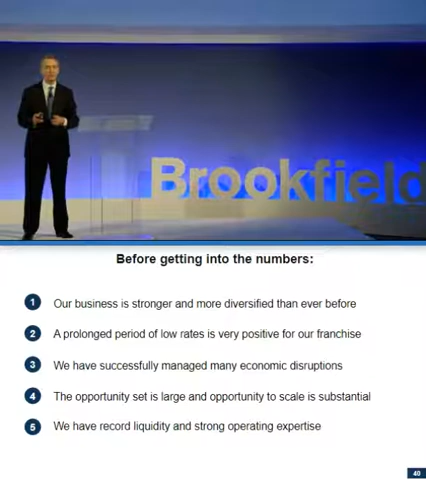 Brookfield
Before getting into the numbers:
1 Our business is stronger and more diversified than ever before
2 A prolonged period of low rates is very positive for our franchise
3 We have successfully managed many economic disruptions
4 The opportunity set is large and opportunity to scale is substantial
5 We have record liquidity and strong operating expertise
40